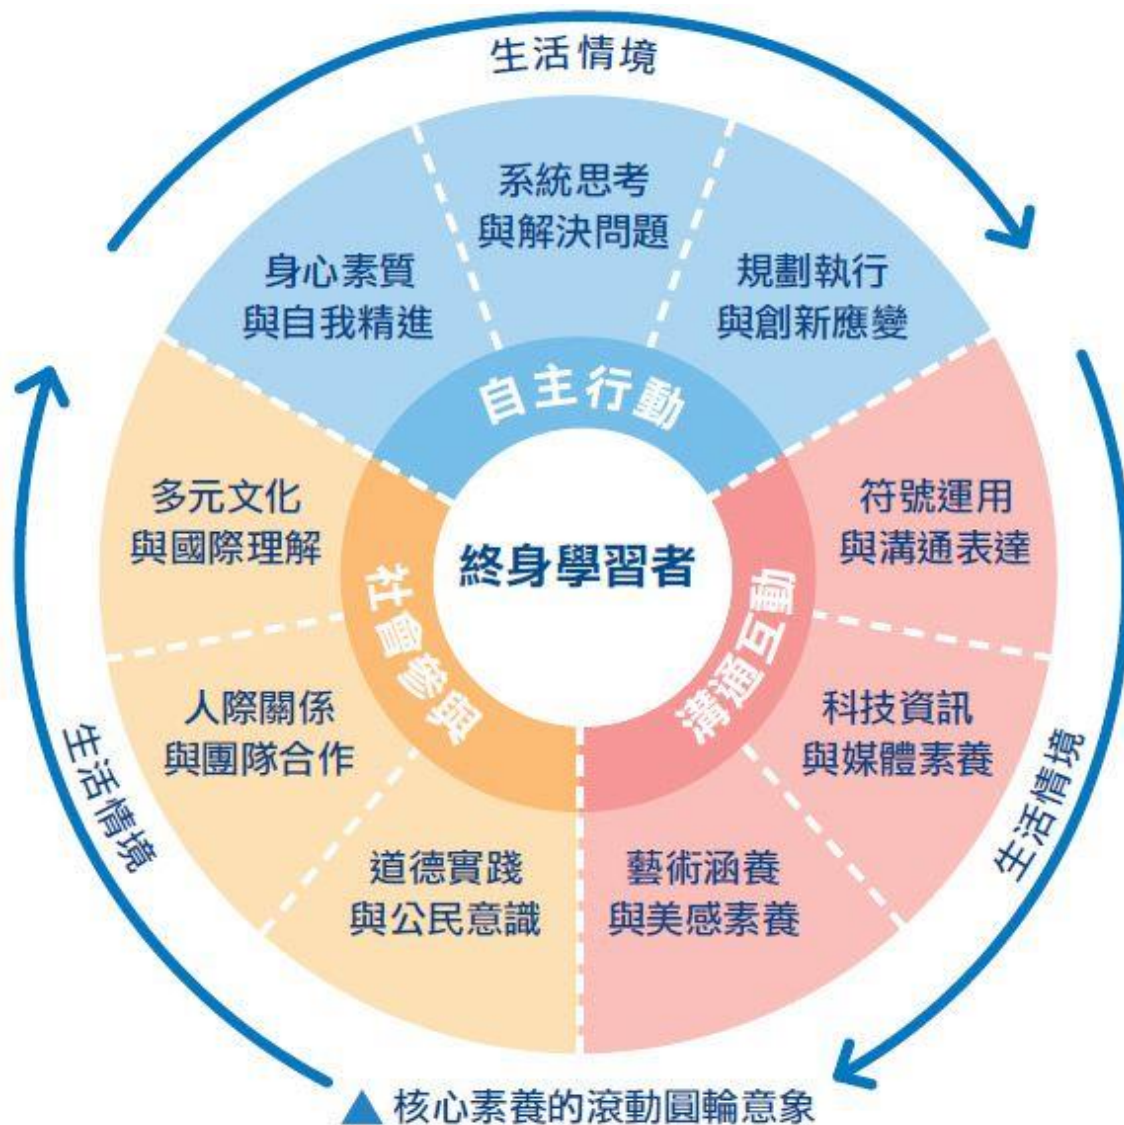 生活情境
系統思考
與解決問題
身心素質
與自我精進
規劃執行
與創新應變
自主行動
多元文化
與國際理解
符號運用
與溝通表達
終身學習者
社會參與
溝通互動
人際關係
與團隊合作
科技資訊
與媒體素養
生活情境
生活情境
道德實踐
與公民意識
藝術涵養
與美感素養
▲ 核心素養的滾動圓輪意象